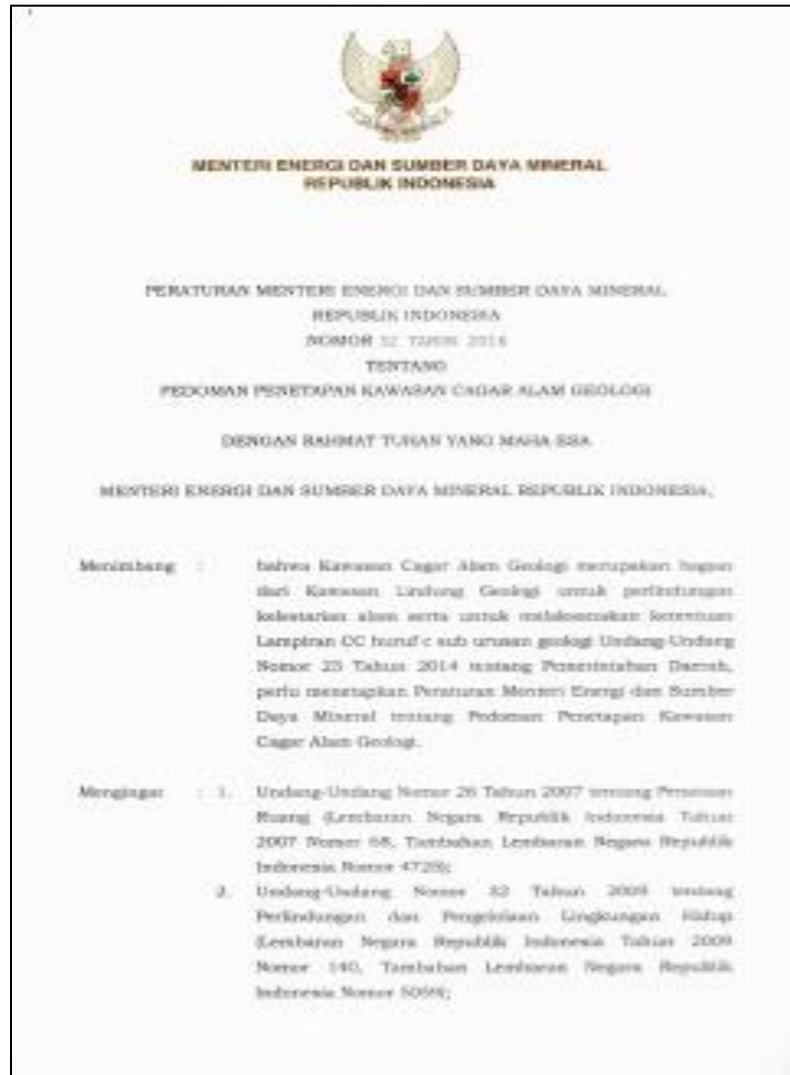 MENTERI ENERGI DAN SUMBER DAYA MINERAL
REPUBLIK INDONESIA
PERATURAN MENTERI ENERGI DAN SUMBER DAYA MINERAL
REPUBLIK INDONESIA
NOMOR 32 TAHUN 2016
TENTANG
PEDOMAN PENETAPAN KAWASAN CAGAR ALAM GEOLOGI
DENGAN RAHMAT TUHAN YANG MAHA ESA
MENTERI ENERGI DAN SUMBER DAYA MINERAL REPUBLIK INDONESIA,
Menimbang : bahwa Kawasan Cagar Alam Geologi merupakan bagian
dari Kawasan Lindung Geologi untuk perlindungan
kelestarian alam serta untuk melaksanakan ketentuan
Lampiran CC huruf c sub urusan geologi Undang-Undang
Nomor 23 Tahun 2014 tentang Pemerintahan Daerah,
perlu menetapkan Peraturan Menteri Energi dan Sumber
Daya Mineral tentang Pedoman Penetapan Kawasan
Cagar Alam Geologi.
Mengingat : 1. Undang-Undang Nomor 26 Tahun 2007 tentang Penataan
Ruang (Lembaran Negara Republik Indonesia Tahun
2007 Nomor 68, Tambahan Lembaran Negara Republik
Indonesia Nomor 4725);
2. Undang-Undang Nomor 32 Tahun 2009 tentang
Perlindungan dan Pengelolaan Lingkungan Hidup
(Lembaran Negara Republik Indonesia Tahun 2009
Nomor 140, Tambahan Lembaran Negara Republik
Indonesia Nomor 5059);